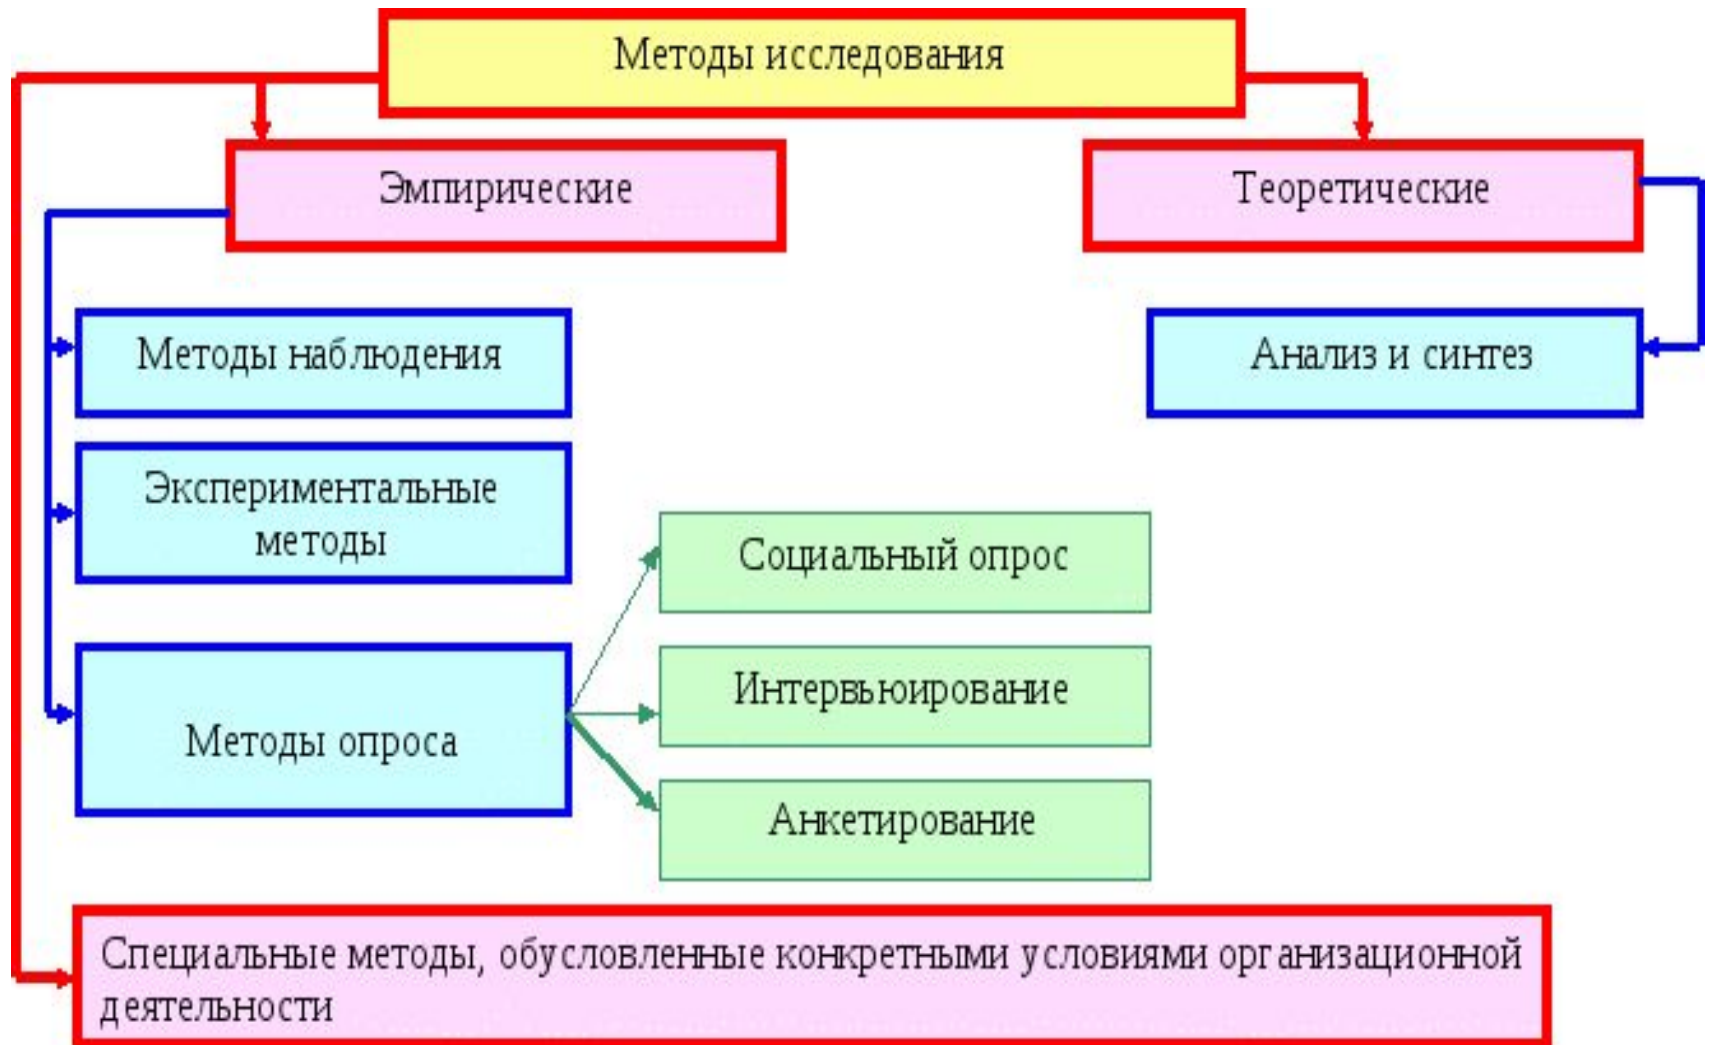 Методы исследования
Эмпирические
Теоретические
Методы наблюдения
Анализ и синтез
Экспериментальные
методы
Социальный опрос
Интервьюирование
Методы опроса
Анкетирование
Специальные методы, обусловленные конкретными условиями организационной
деятельности